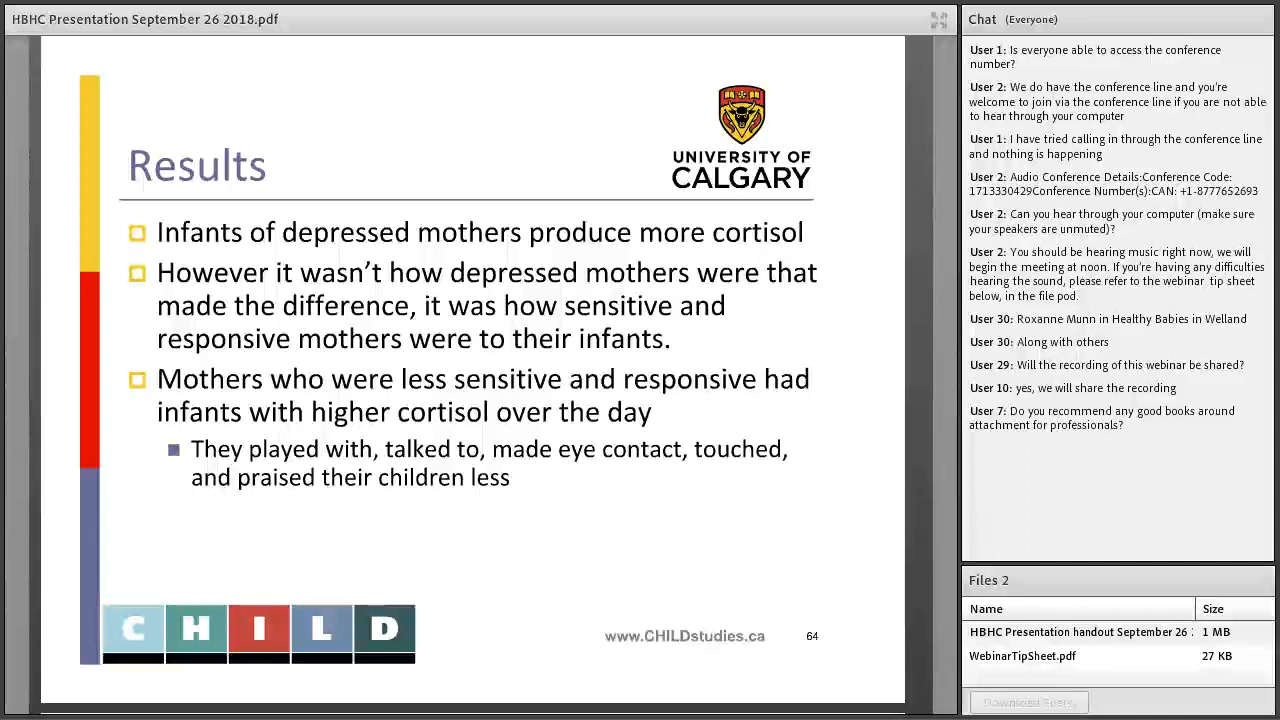 HBHC Presentation September 26 2018.pdf
Results
UNIVERSITY OF
CALGARY
Infants of depressed mothers produce more cortisol
However it wasn't how depressed mothers were that
made the difference, it was how sensitive and
responsive mothers were to their infants.
Mothers who were less sensitive and responsive had
infants with higher cortisol over the day
They played with, talked to, made eye contact, touched,
and praised their children less
C H I L D
www.CHILDstudies.ca
64
Chat (Everyone)
User 1: Is everyone able to access the conference
number?
User 2: We do have the conference line and you're
welcome to join via the conference line if you are not able
to hear through your computer
User 1: I have tried calling in through the conference line
and nothing is happening
User 2: Audio Conference Details:Conference Code:
1713330429Conference Number(s):CAN: +1-8777652693
User 2: Can you hear through your computer (make sure
your speakers are unmuted)?
User 2: You should be hearing music right now, we will
begin the meeting at noon. If you're having any difficulties
hearing the sound, please refer to the webinar tip sheet
below, in the file pod.
User 30: Roxanne Munn in Healthy Babies in Welland
User 30: Along with others
User 29: Will the recording of this webinar be shared?
User 10: yes, we will share the recording
User 7: Do you recommend any good books around
attachment for professionals?
Files 2
Name Size
HBHC Presentation handout September 26 1 MB
WebinarTipSheet.pdf 27 KB
Download Files